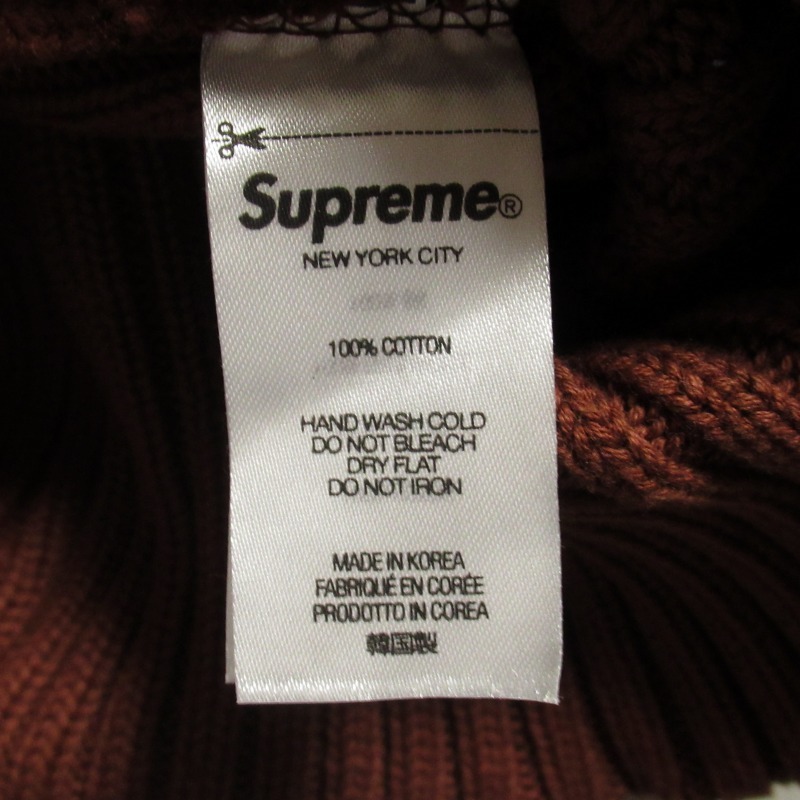 Supreme®
NEW YORK CITY
100% COTTON
HAND WASH COLD
DO NOT BLEACH
DRY FLAT
DO NOT IRON
MADE IN KOREA
FABRIQUÉ EN CORÉE
PRODOTTO IN COREA
韓国製